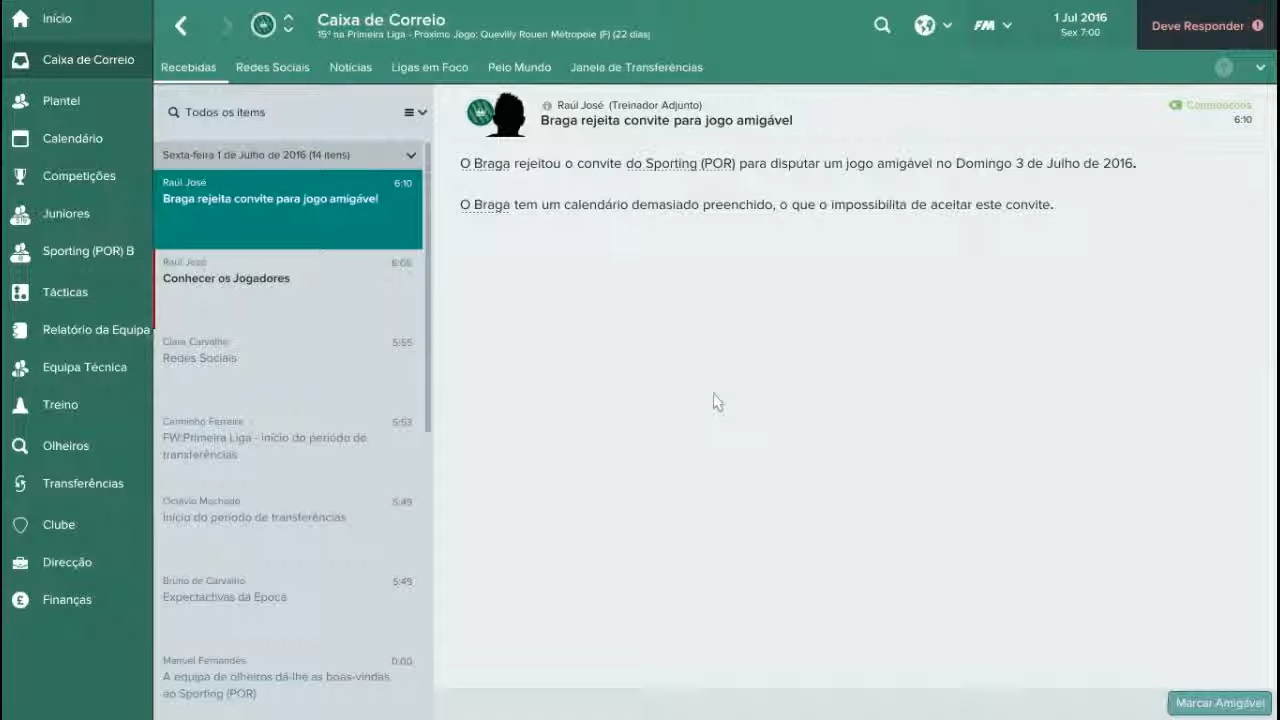 Início
Caixa de Correio
Plantel
Calendário
Competições
Juniores
Sporting (POR) B
Tácticas
Relatório da Equipa
Equipa Técnica
Treino
Olheiros
Transferências
Clube
Direcção
Finanças
Caixa de Correio
15º na Primeira Liga - Próximo Jogo: Quevilly Rouen Métropole (F) (22 dias)
FM
1 Jul 2016
Sex 7:00
Deve Responder
Recebidas
Redes Sociais
Notícias
Ligas em Foco
Pelo Mundo
Janela de Transferências
Todos os items
Sexta-feira 1 de Julho de 2016 (14 itens)
Raúl José 6:10
Braga rejeita convite para jogo amigável
Raúl José 6:05
Conhecer os Jogadores
Clara Carvalho 5:55
Redes Sociais
Carminho Ferreira 5:53
FW:Primeira Liga - início do período de
transferências
Octávio Machado 5:49
Início do período de transferências
Bruno de Carvalho 5:49
Expectactivas da Época
Manuel Fernandes 0:00
A equipa de olheiros dá-lhe as boas-vindas
ao Sporting (POR)
Raúl José (Treinador Adjunto)
Braga rejeita convite para jogo amigável
6:10
O Braga rejeitou o convite do Sporting (POR) para disputar um jogo amigável no Domingo 3 de Julho de 2016.
O Braga tem um calendário demasiado preenchido, o que o impossibilita de aceitar este convite.
Marcar Amigável